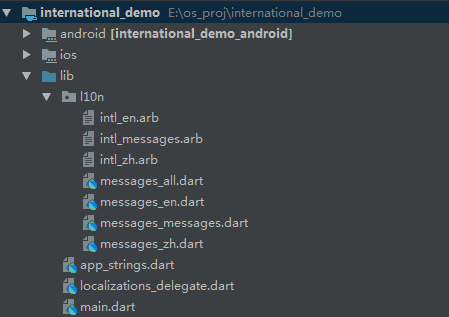 international_demo E:\os_proj\international_demo
android [international_demo_android]
ios
lib
l10n
intl_en.arb
intl_messages.arb
intl_zh.arb
messages_all.dart
messages_en.dart
messages_messages.dart
messages_zh.dart
app_strings.dart
localizations_delegate.dart
main.dart